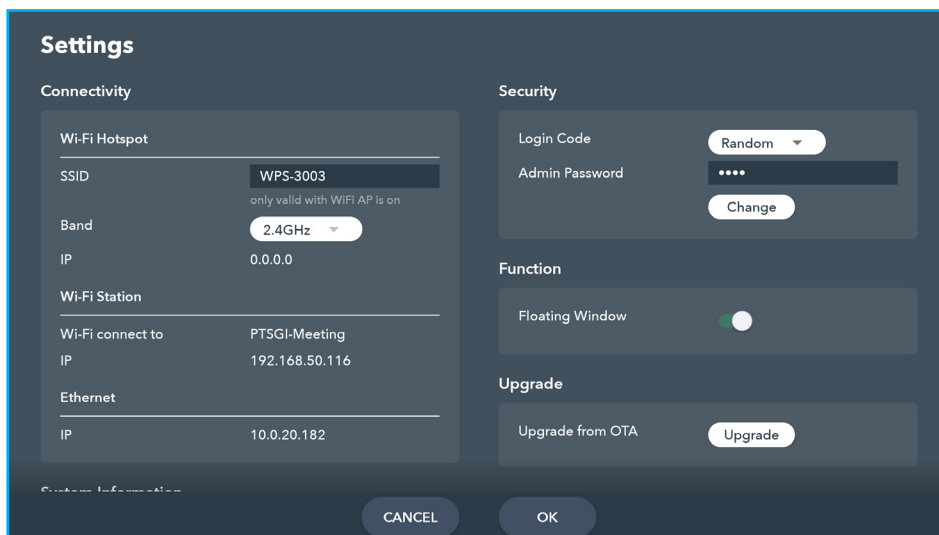 Settings
Connectivity
Wi-Fi Hotspot
SSID WPS-3003
only valid with WiFi AP is on
Band 2.4GHz
IP 0.0.0.0
Wi-Fi Station
Wi-Fi connect to PTSGI-Meeting
IP 192.168.50.116
Ethernet
IP 10.0.20.182
System Information
Security
Login Code Random
Admin Password ••••
Change
Function
Floating Window
Upgrade
Upgrade from OTA Upgrade
CANCEL OK